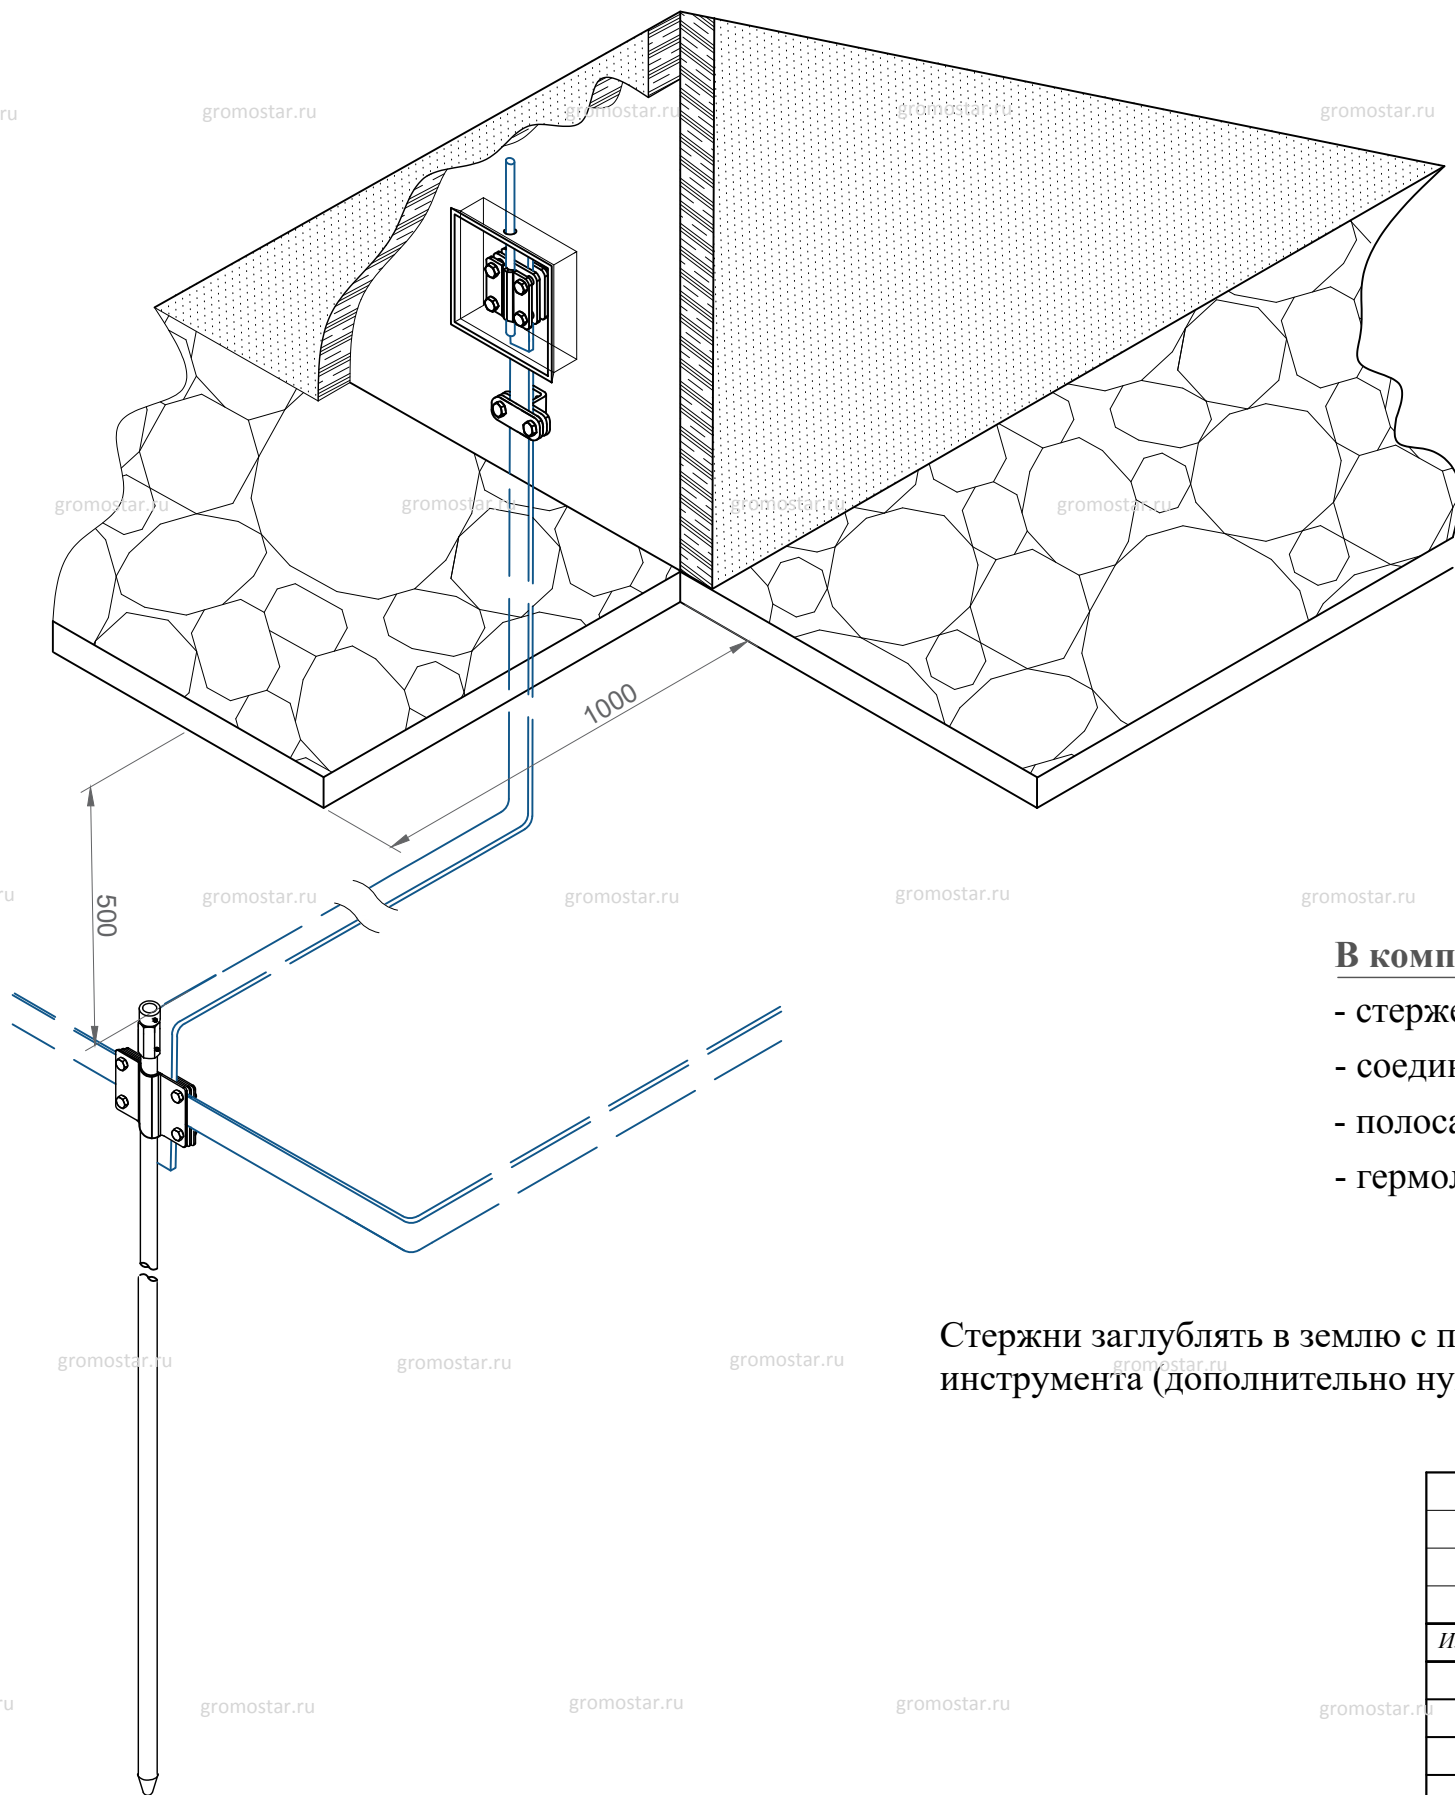 gromostar.ru gromostar.ru gromostar.ru gromostar.ru
gromostar.ru gromostar.ru gromostar.ru gromostar.ru
1000
500
gromostar.ru gromostar.ru gromostar.ru gromostar.ru
В комп
- стерж
- соеди
- полоса
- гермо
Стержни заглублять в землю с п
gromostar.ru gromostar.ru gromostar.ru gromostar.ru
инструмента (дополнительно ну
И
gromostar.ru gromostar.ru gromostar.ru gromostar.ru